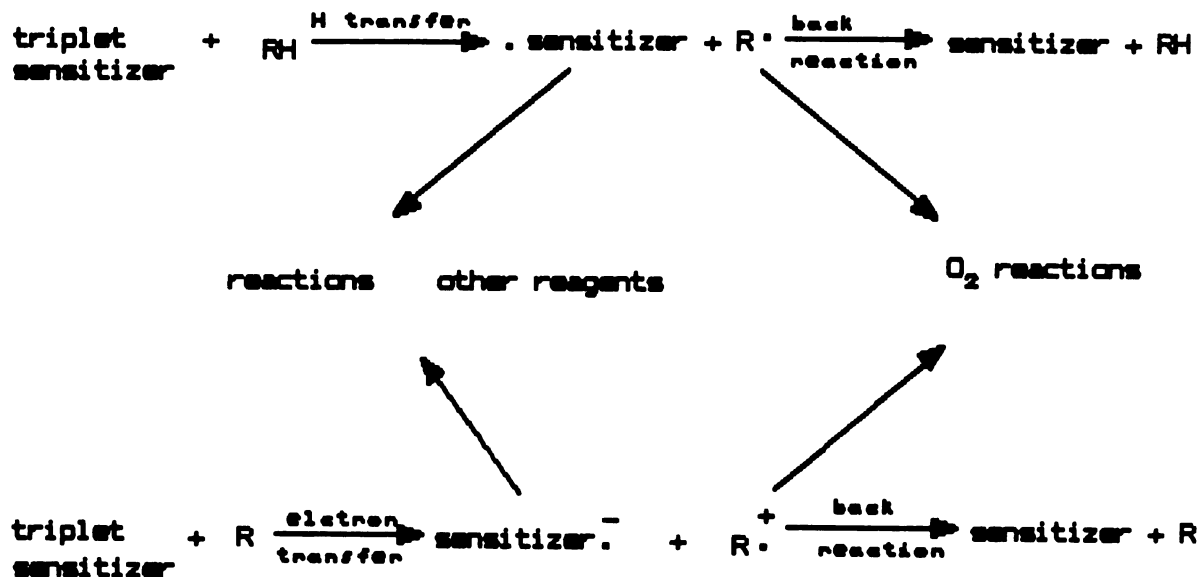 H transfer
back
triplet + RH . sensitizer + R· sensitizer + RH
sensitizer
reaction
reactions other reagents
O₂ reactions
eletron
back
triplet + R sensitizer.⁻ + R·⁺ sensitizer + R
sensitizer
transfer
reaction